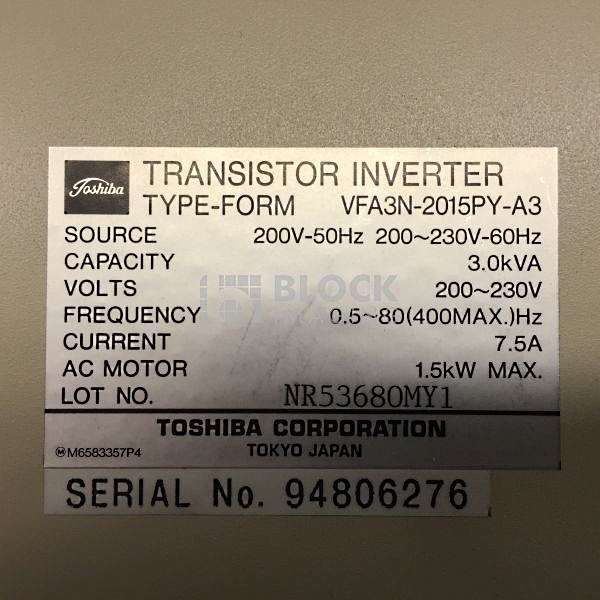 Toshiba
TRANSISTOR INVERTER
TYPE-FORM VFA3N-2015PY-A3
SOURCE 200V-50Hz 200~230V-60Hz
CAPACITY 3.0kVA
VOLTS 200~230V
BLOCK
FREQUENCY 0.5~80(400MAX.)Hz
CURRENT 7.5A
AC MOTOR 1.5kW MAX.
LOT NO. NR53680MY1
TOSHIBA CORPORATION
Ⓜ M6583357P4 TOKYO JAPAN
SERIAL No. 94806276